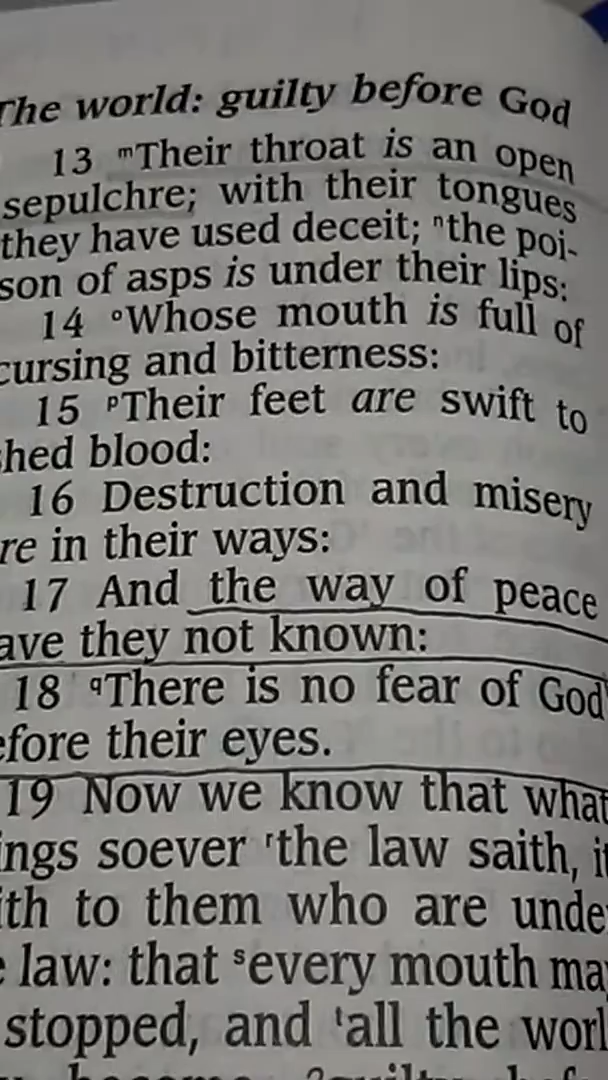 The world: guilty before God
13 ᵐTheir throat is an open
sepulchre; with their tongues
they have used deceit; ⁿthe poi-
son of asps is under their lips:
14 ᵒWhose mouth is full of
cursing and bitterness:
15 ᵖTheir feet are swift to
hed blood:
16 Destruction and misery
re in their ways:
17 And the way of peace
ave they not known:
18 qThere is no fear of God
efore their eyes.
19 Now we know that what
ings soever ʳthe law saith, it
ith to them who are unde
e law: that ˢevery mouth ma
stopped, and ᵗall the worl